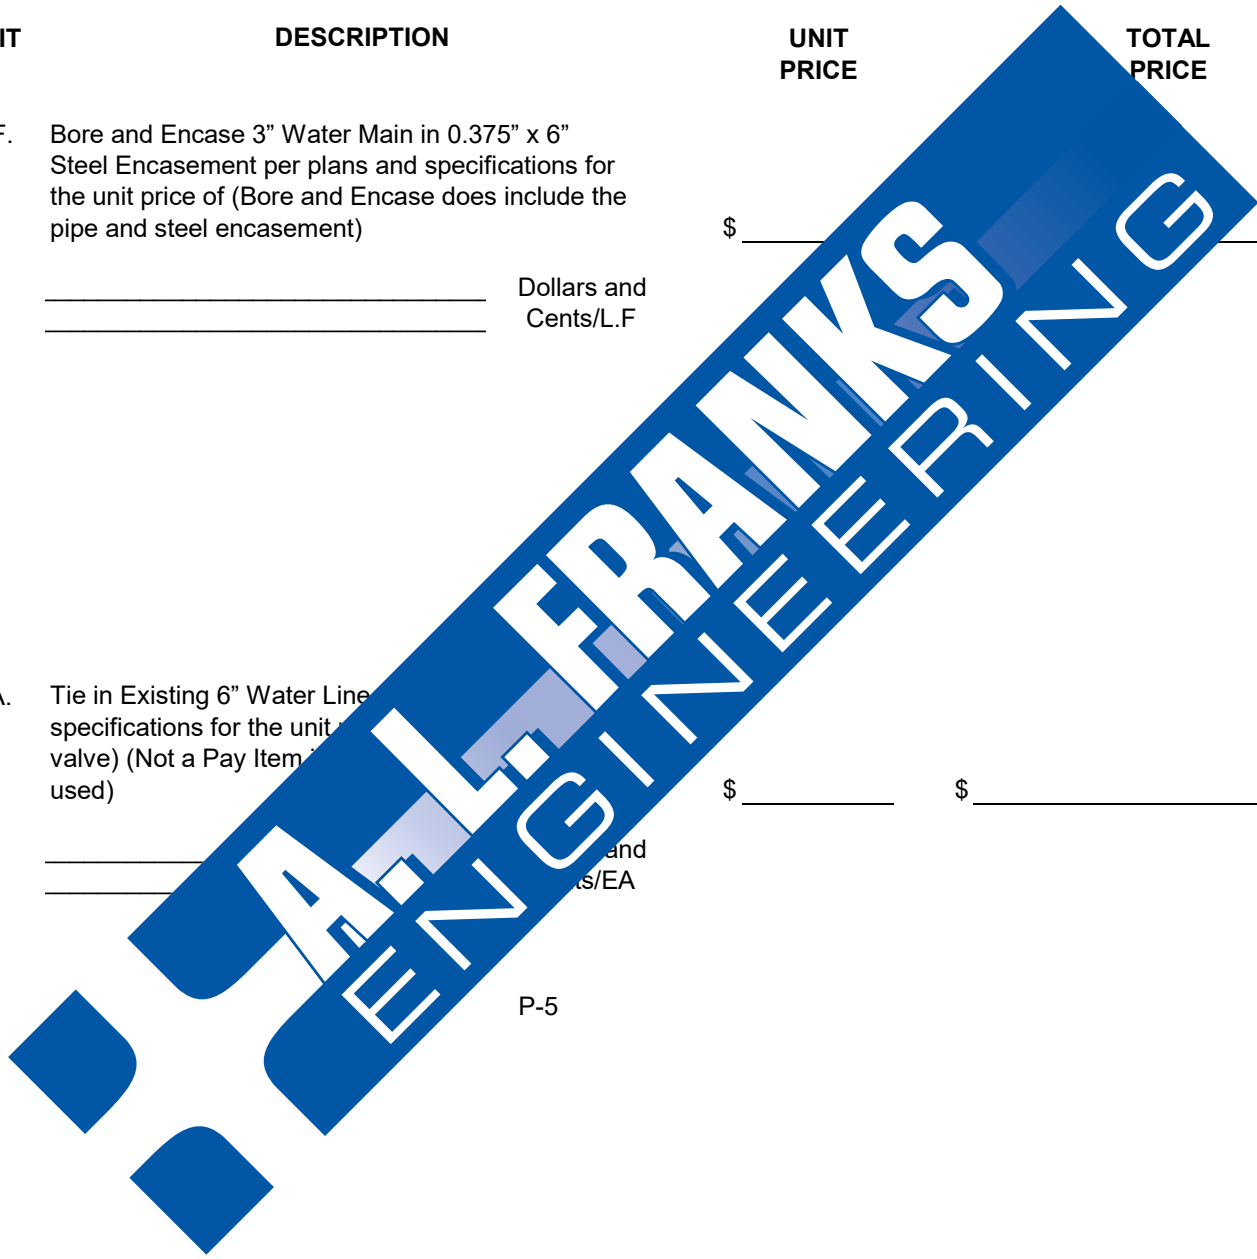 DESCRIPTION
UNIT TOTAL
PRICE PRICE
Bore and Encase 3” Water Main in 0.375” x 6”
Steel Encasement per plans and specifications for
the unit price of (Bore and Encase does include the
pipe and steel encasement)
$
Dollars and
Cents/L.F
A. L. FRANKS
ENGINEERING
Tie in Existing 6” Water Line
specifications for the unit
valve) (Not a Pay Item
used)
$ $
and
/EA
P-5